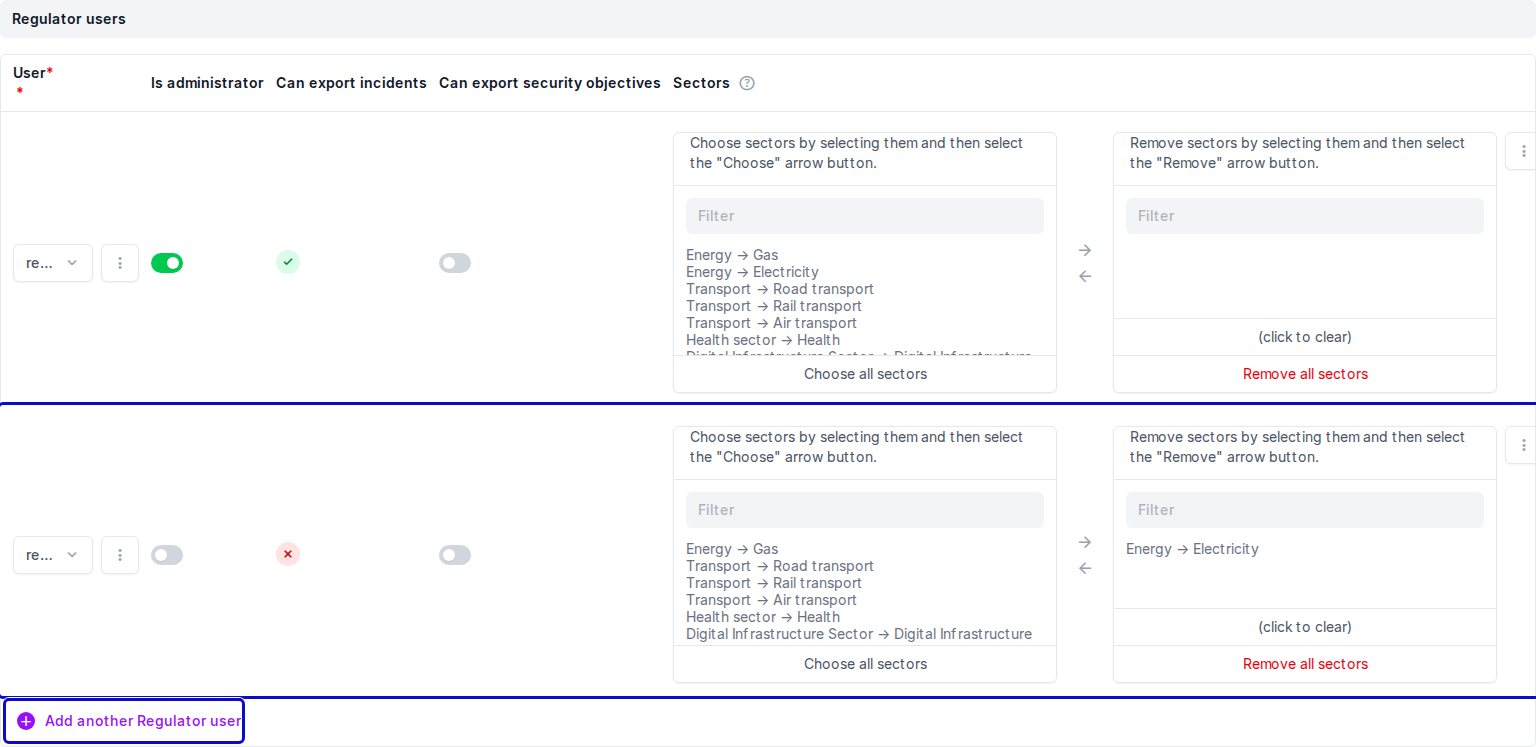 Regulator users
User*
*
Is administrator
Can export incidents
Can export security objectives
Sectors
?
Choose sectors by selecting them and then select
the "Choose" arrow button.
Remove sectors by selecting them and then select
the "Remove" arrow button.
Filter
Filter
re...
Energy → Gas
Energy → Electricity
Transport → Road transport
Transport → Rail transport
Transport → Air transport
Health sector → Health
Digital Infrastructure Sector → Digital Infrastructure
(click to clear)
Choose all sectors
Remove all sectors
Choose sectors by selecting them and then select
the "Choose" arrow button.
Remove sectors by selecting them and then select
the "Remove" arrow button.
Filter
Filter
re...
Energy → Gas
Transport → Road transport
Transport → Rail transport
Transport → Air transport
Health sector → Health
Digital Infrastructure Sector → Digital Infrastructure
Energy → Electricity
(click to clear)
Choose all sectors
Remove all sectors
Add another Regulator user